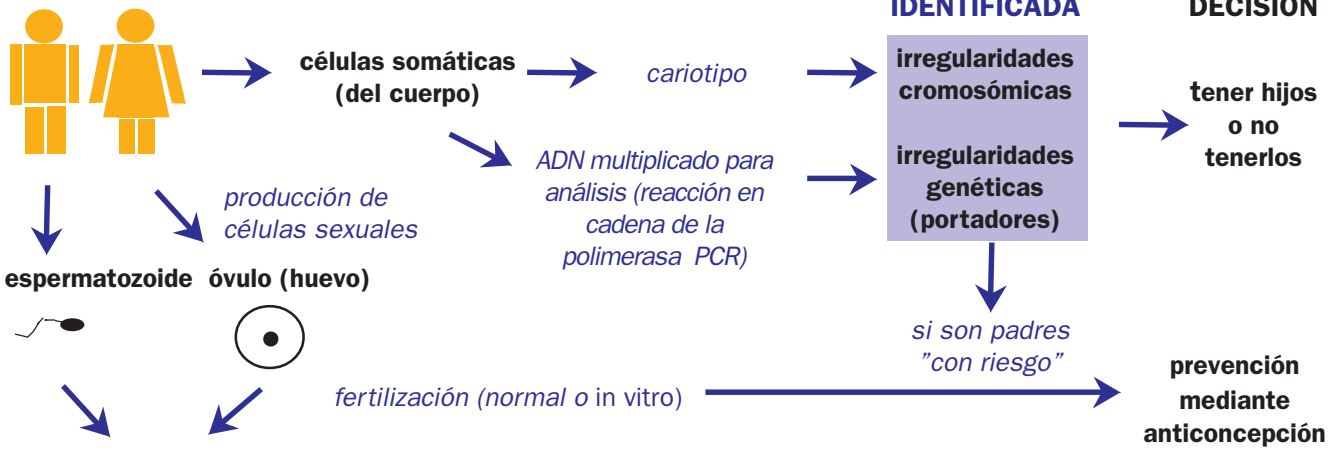 IDENTIFICADA
DECISIÓN
células somáticas
(del cuerpo)
cariotipo
irregularidades
cromosómicas
tener hijos
o no
tenerlos
ADN multiplicado para
análisis (reacción en
cadena de la
polimerasa PCR)
irregularidades
genéticas
(portadores)
producción de
células sexuales
espermatozoide
óvulo (huevo)
si son padres
"con riesgo"
fertilización (normal o in vitro)
prevención
mediante
anticoncepción